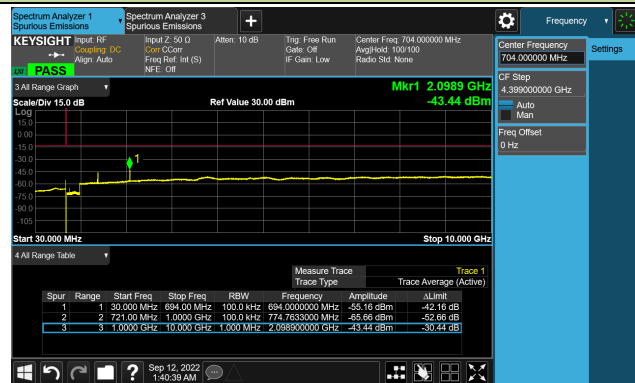 Spectrum Analyzer 1
Spurious Emissions
Spectrum Analyzer 3
Spurious Emissions
Frequency
KEYSIGHT
Input: RF
Coupling: DC
Align: Auto
Input Z: 50 Ω
Corr CCorr
Freq Ref: Int (S)
NFE: Off
Atten: 10 dB
Trig: Free Run
Gate: Off
IF Gain: Low
Center Freq: 704.000000 MHz
Avg|Hold: 100/100
Radio Std: None
LXI
PASS
Center Frequency
704.000000 MHz
Settings
CF Step
4.399000000 GHz
Auto
Man
Freq Offset
0 Hz
3 All Range Graph
Mkr1 2.0989 GHz
Scale/Div 15.0 dB
Ref Value 30.00 dBm
-43.44 dBm
Log
15.0
0.00
-15.0
-30.0
-45.0
-60.0
-75.0
-90.0
-105
1
Start 30.000 MHz
Stop 10.000 GHz
4 All Range Table
Measure Trace Trace 1
Trace Type Trace Average (Active)
Spur Range Start Freq Stop Freq RBW Frequency Amplitude ΔLimit
1 1 30.000 MHz 694.00 MHz 100.0 kHz 694.0000000 MHz -55.16 dBm -42.16 dB
2 2 721.00 MHz 1.0000 GHz 100.0 kHz 774.7633000 MHz -65.66 dBm -52.66 dB
3 3 1.0000 GHz 10.000 GHz 1.000 MHz 2.098900000 GHz -43.44 dBm -30.44 dB
?
Sep 12, 2022
1:40:39 AM